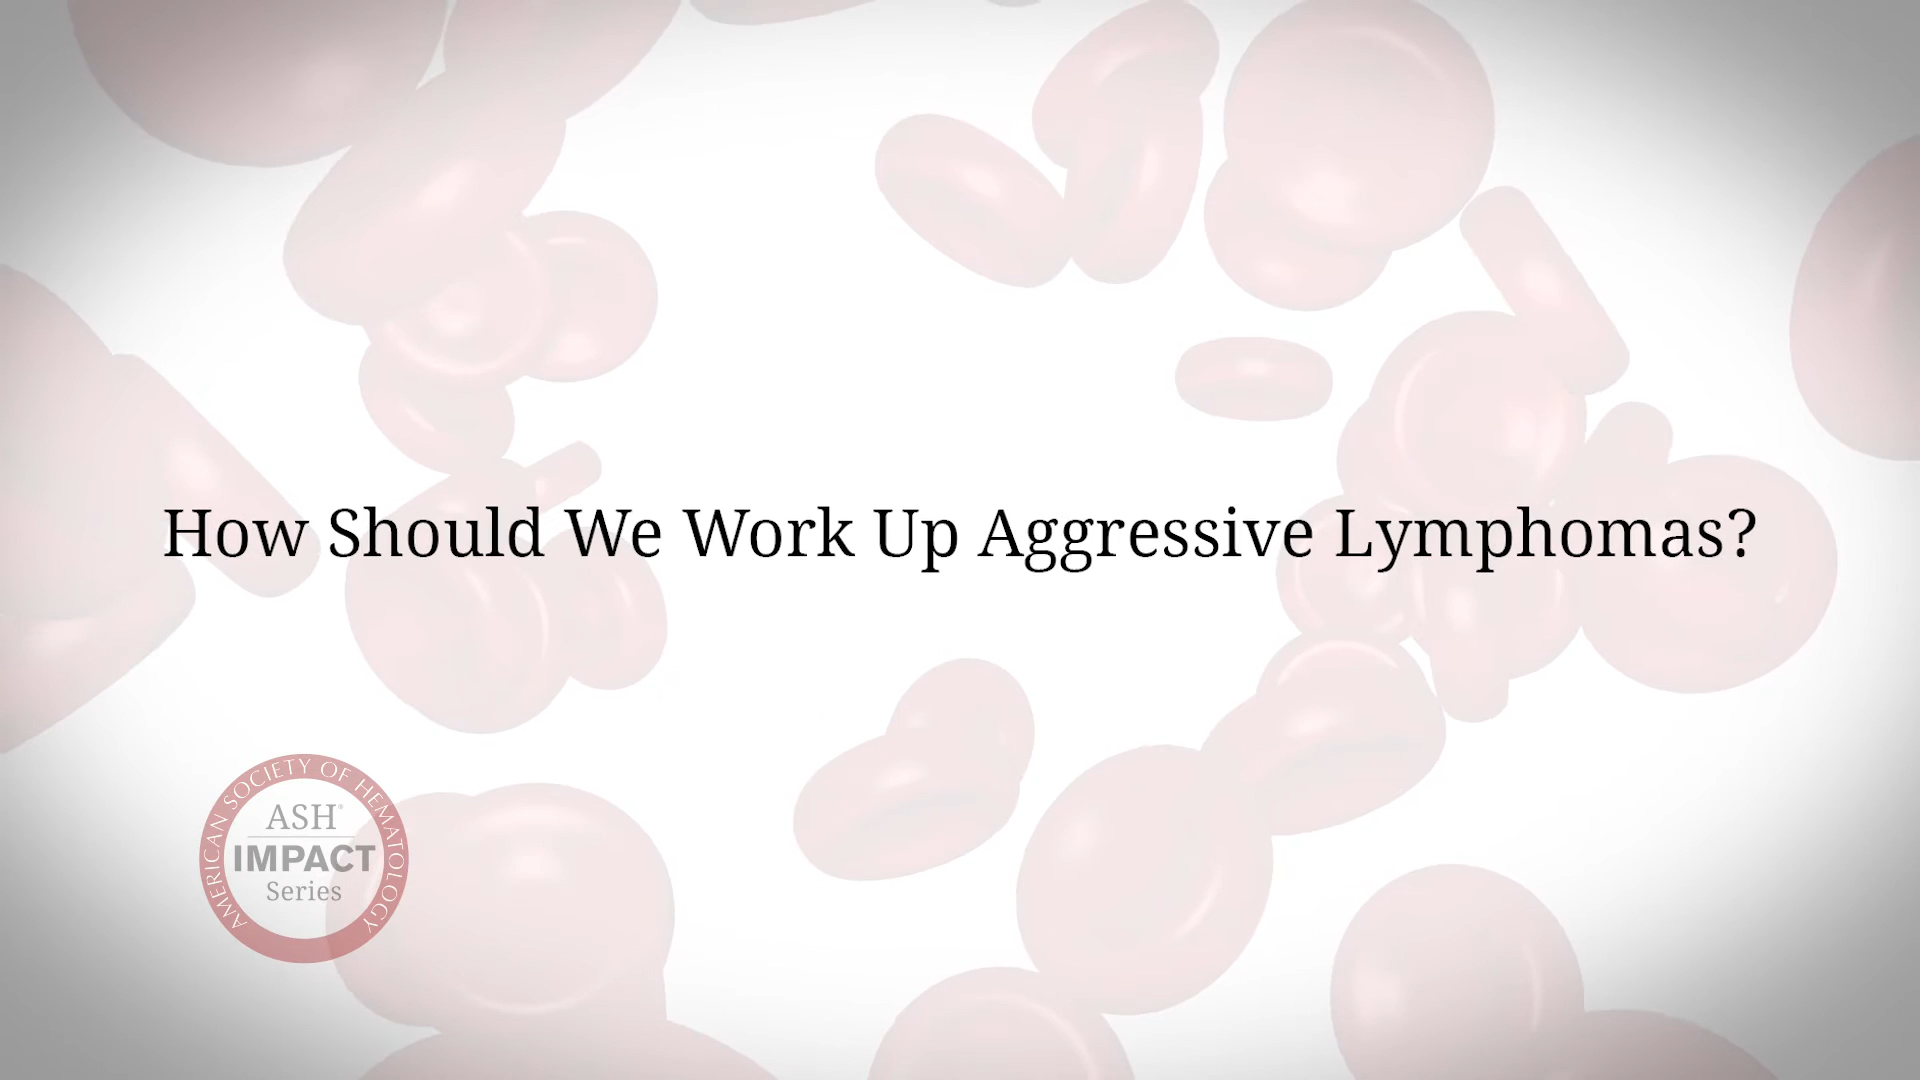 How Should We Work Up Aggressive Lymphomas?
AMERICAN SOCIETY OF HEMATOLOGY
ASH®
IMPACT
Series